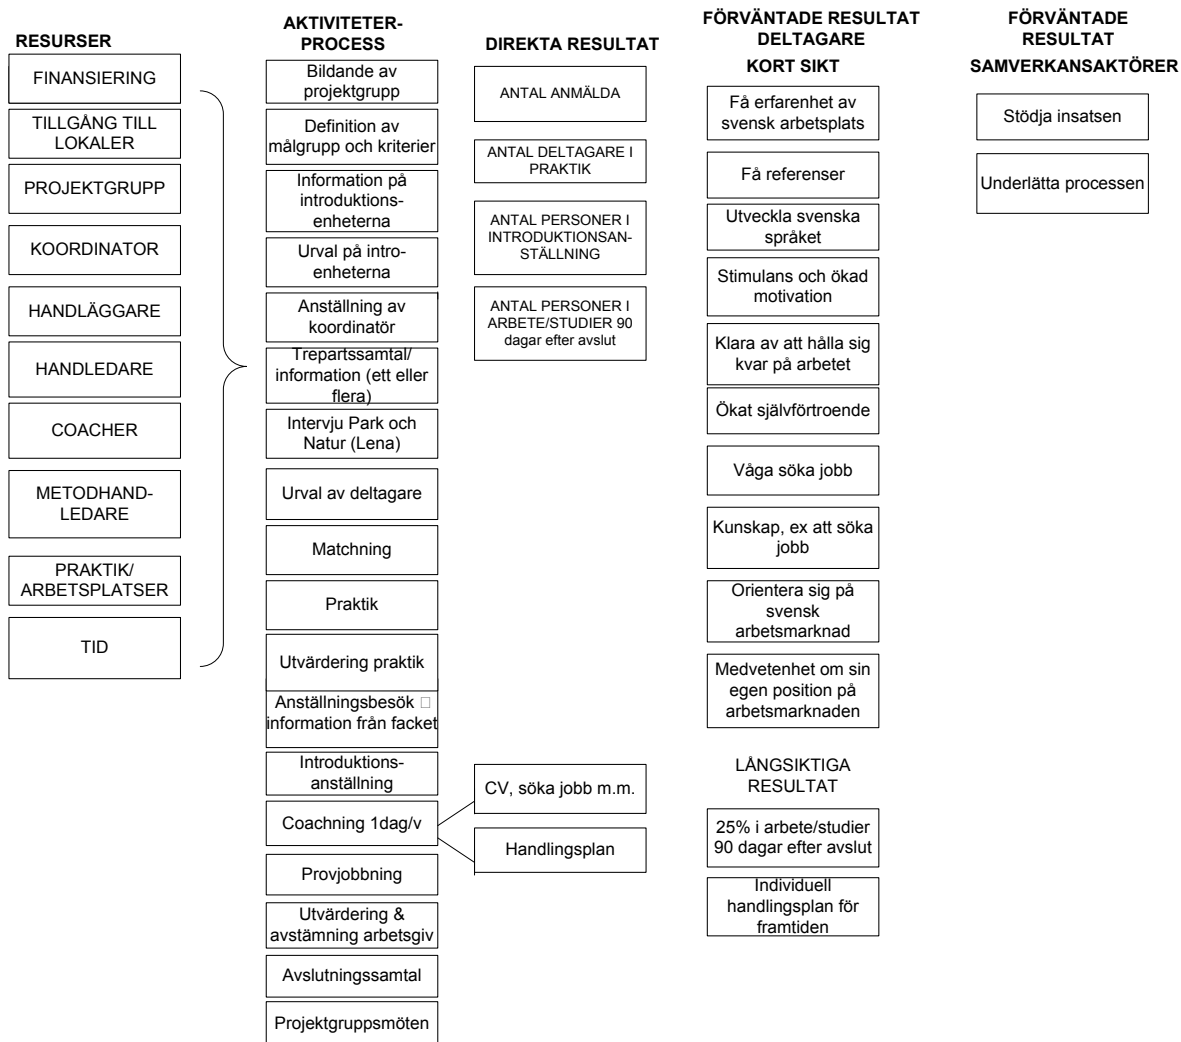 RESURSER
FINANSIERING
TILLGÅNG TILL
LOKALER
PROJEKTGRUPP
KOORDINATOR
HANDLÄGGARE
HANDLEDARE
COACHER
METODHAND-
LEDARE
PRAKTIK/
ARBETSPLATSER
TID
AKTIVITETER-
PROCESS
Bildande av
projektgrupp
Definition av
målgrupp och kriterier
Information på
introduktions-
enheterna
Urval på intro-
enheterna
Anställning av
koordinatör
Trepartssamtal/
information (ett eller
flera)
Intervju Park och
Natur (Lena)
Urval av deltagare
Matchning
Praktik
Utvärdering praktik
Anställningsbesök □
information från facket
Introduktions-
anställning
Coachning 1dag/v
Provjobbning
Utvärdering &
avstämning arbetsgiv
Avslutningssamtal
Projektgruppsmöten
DIREKTA RESULTAT
ANTAL ANMÄLDA
ANTAL DELTAGARE I
PRAKTIK
ANTAL PERSONER I
INTRODUKTIONSAN-
STÄLLNING
ANTAL PERSONER I
ARBETE/STUDIER 90
dagar efter avslut
CV, söka jobb m.m.
Handlingsplan
FÖRVÄNTADE RESULTAT
DELTAGARE
KORT SIKT
Få erfarenhet av
svensk arbetsplats
Få referenser
Utveckla svenska
språket
Stimulans och ökad
motivation
Klara av att hålla sig
kvar på arbetet
Ökat självförtroende
Våga söka jobb
Kunskap, ex att söka
jobb
Orientera sig på
svensk
arbetsmarknad
Medvetenhet om sin
egen position på
arbetsmarknaden
LÅNGSIKTIGA
RESULTAT
25% i arbete/studier
90 dagar efter avslut
Individuell
handlingsplan för
framtiden
FÖRVÄNTADE
RESULTAT
SAMVERKANSAKTÖRER
Stödja insatsen
Underlätta processen